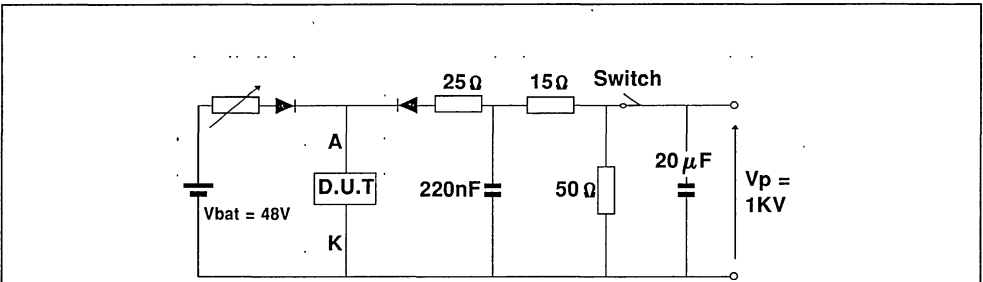 25Ω
15Ω
Switch
A
D.U.T
K
220nF
50Ω
20μF
Vp =
1KV
Vbat = 48V